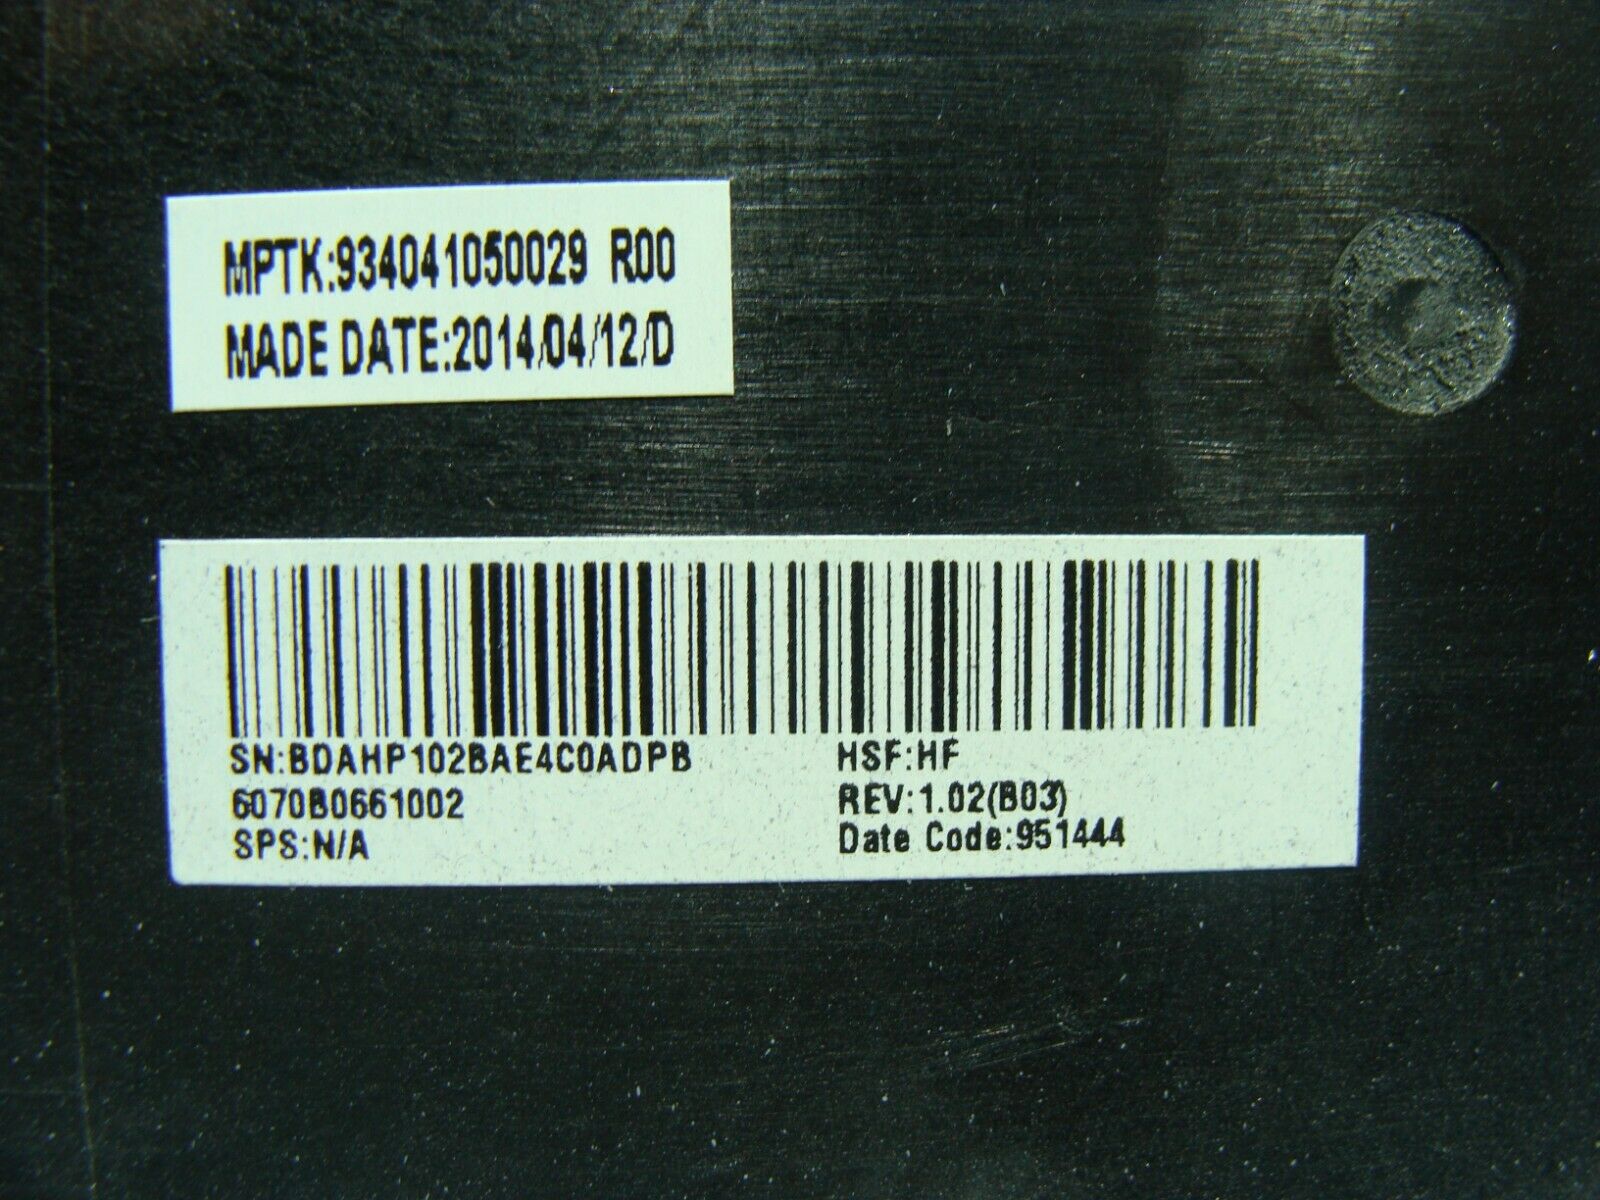 MPTK:934041050029 R00
MADE DATE:2014/04/12/D
SN:BDAHP102BAE4C0ADPB
6070B0661002
SPS:N/A
HSF:HF
REV:1.02(B03)
Date Code:951444